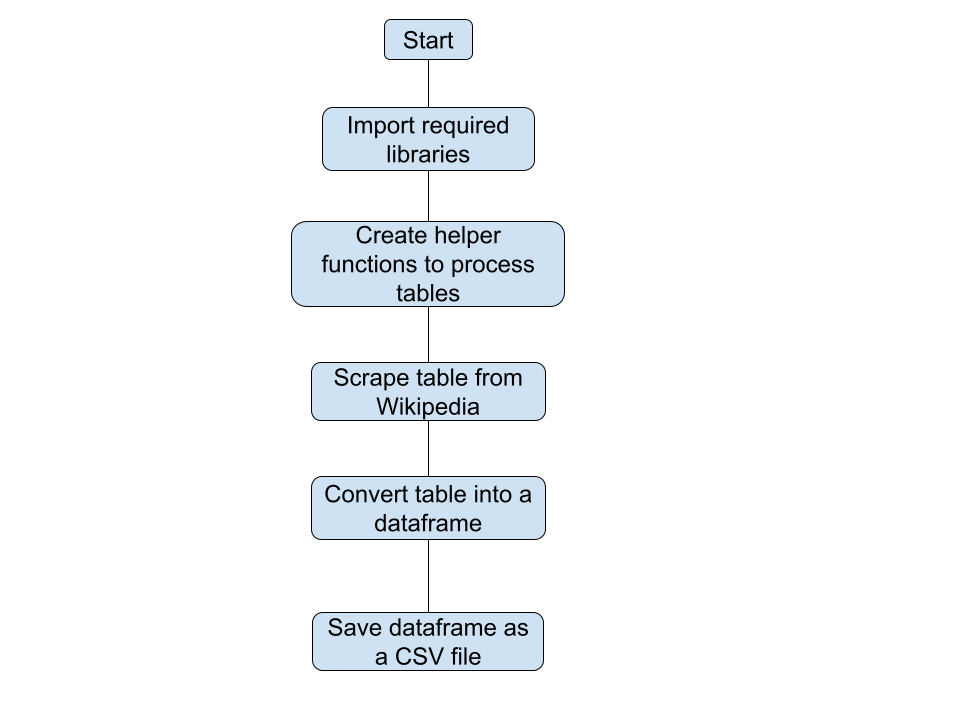 Start
Import required
libraries
Create helper
functions to process
tables
Scrape table from
Wikipedia
Convert table into a
dataframe
Save dataframe as
a CSV file